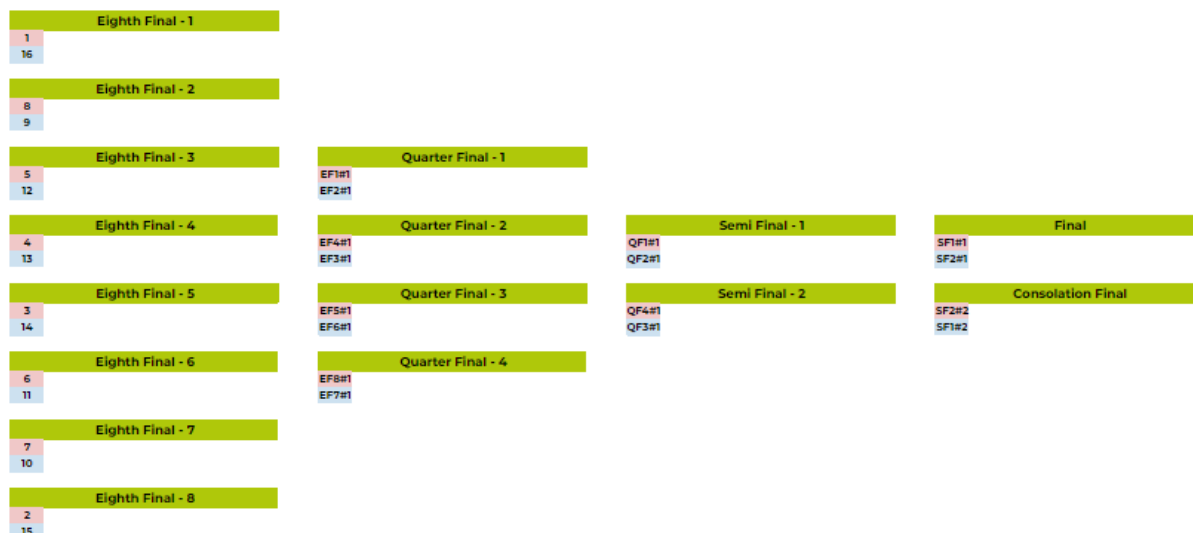 Eighth Final - 1
1
16
Eighth Final - 2
8
9
Eighth Final - 3
5
12
Eighth Final - 4
4
13
Eighth Final - 5
3
14
Eighth Final - 6
6
11
Eighth Final - 7
7
10
Eighth Final - 8
2
15
Quarter Final - 1
EF1#1
EF2#1
Quarter Final - 2
EF4#1
EF3#1
Quarter Final - 3
EF5#1
EF6#1
Quarter Final - 4
EF8#1
EF7#1
Semi Final - 1
QF1#1
QF2#1
Semi Final - 2
QF4#1
QF3#1
Final
SF1#1
SF2#1
Consolation Final
SF2#2
SF1#2